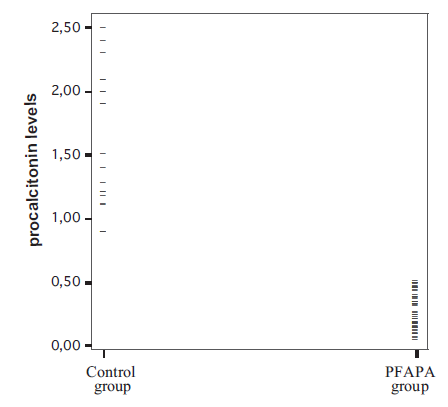 2,50
2,00
1,50
1,00
0,50
0,00
procalcitonin levels
Control
group
PFAPA
group